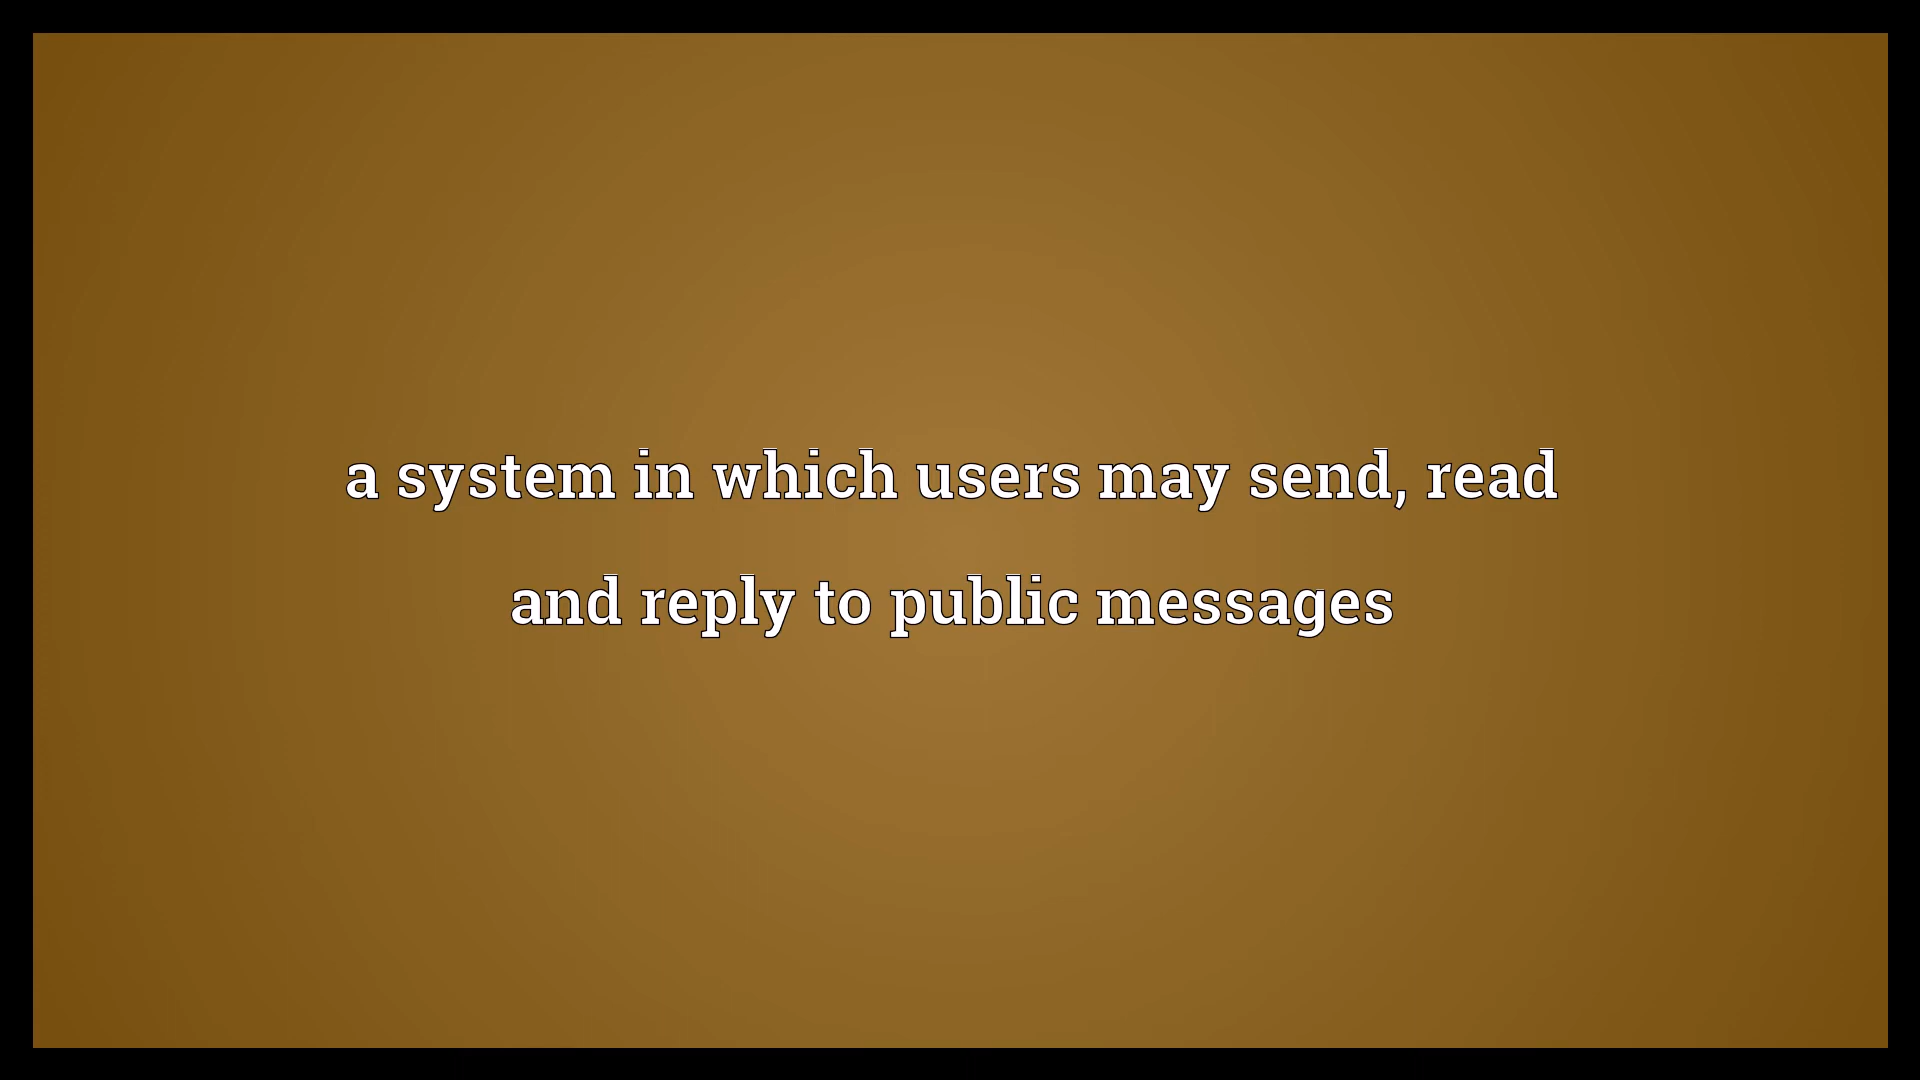 a system in which users may send, read
and reply to public messages